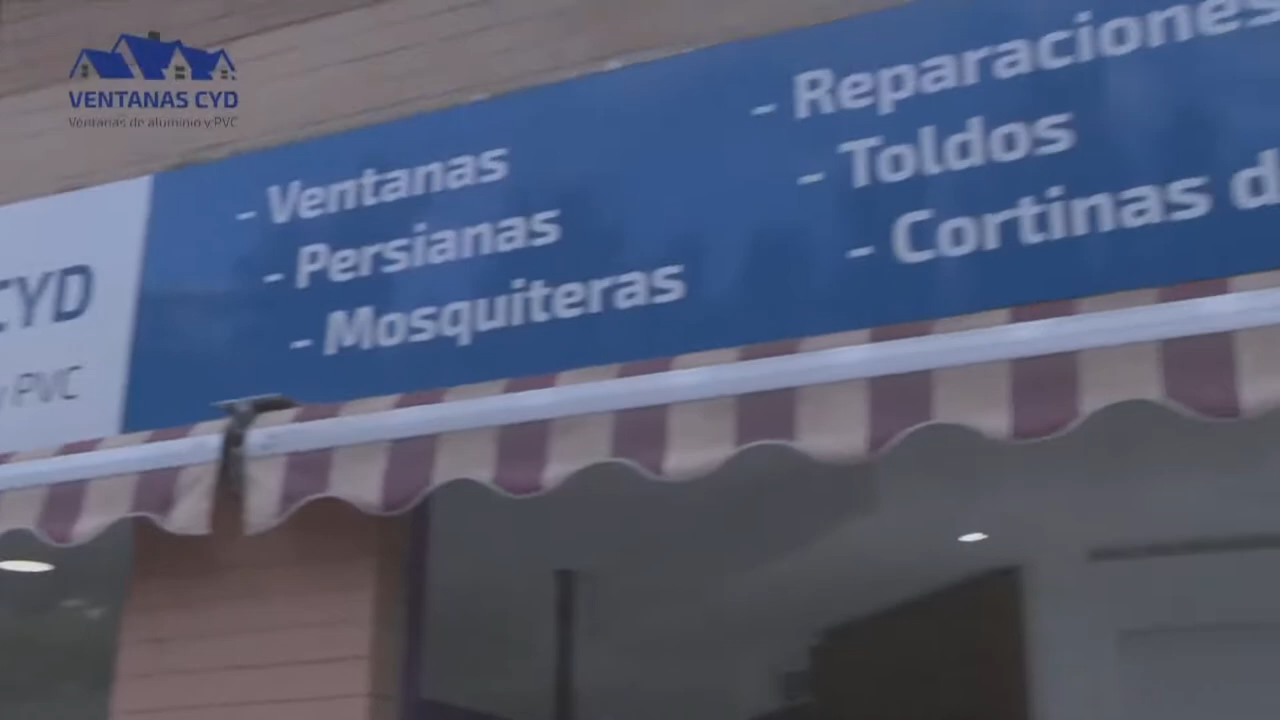 VENTANAS CYD
Ventanas de aluminio y PVC
CYD
y PVC
- Ventanas
- Persianas
- Mosquiteras
- Reparaciones
- Toldos
- Cortinas d